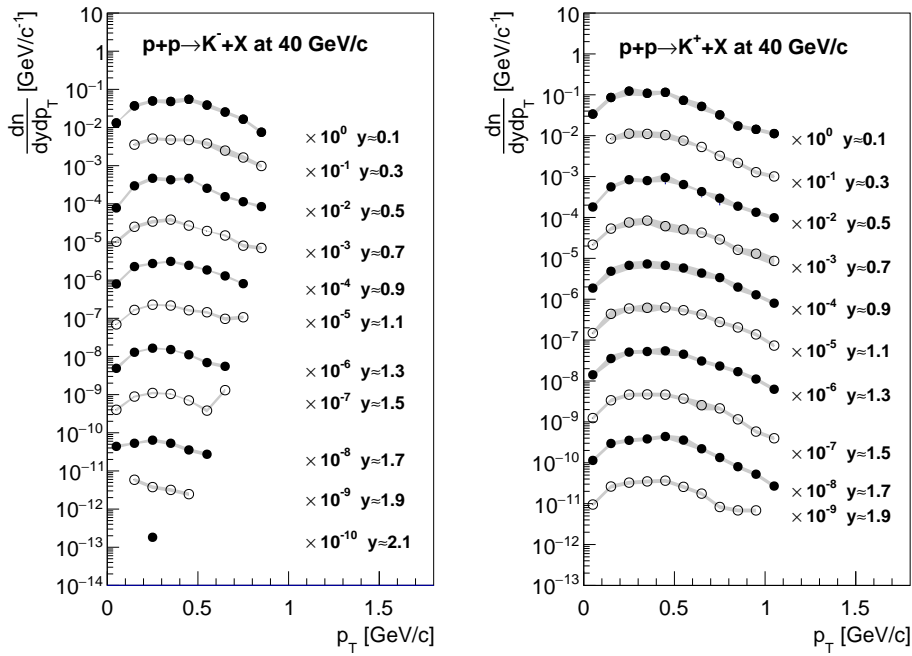 p+p→K⁻+X at 40 GeV/c
dn/dydp_T [GeV/c⁻¹]
10
1
10⁻¹
10⁻²
10⁻³
10⁻⁴
10⁻⁵
10⁻⁶
10⁻⁷
10⁻⁸
10⁻⁹
10⁻¹⁰
10⁻¹¹
10⁻¹²
10⁻¹³
10⁻¹⁴
× 10⁰ y≈0.1
× 10⁻¹ y≈0.3
× 10⁻² y≈0.5
× 10⁻³ y≈0.7
× 10⁻⁴ y≈0.9
× 10⁻⁵ y≈1.1
× 10⁻⁶ y≈1.3
× 10⁻⁷ y≈1.5
× 10⁻⁸ y≈1.7
× 10⁻⁹ y≈1.9
× 10⁻¹⁰ y≈2.1
0 0.5 1 1.5
p_T [GeV/c]
p+p→K⁺+X at 40 GeV/c
dn/dydp_T [GeV/c⁻¹]
10
1
10⁻¹
10⁻²
10⁻³
10⁻⁴
10⁻⁵
10⁻⁶
10⁻⁷
10⁻⁸
10⁻⁹
10⁻¹⁰
10⁻¹¹
10⁻¹²
10⁻¹³
× 10⁰ y≈0.1
× 10⁻¹ y≈0.3
× 10⁻² y≈0.5
× 10⁻³ y≈0.7
× 10⁻⁴ y≈0.9
× 10⁻⁵ y≈1.1
× 10⁻⁶ y≈1.3
× 10⁻⁷ y≈1.5
× 10⁻⁸ y≈1.7
× 10⁻⁹ y≈1.9
0 0.5 1 1.5
p_T [GeV/c]